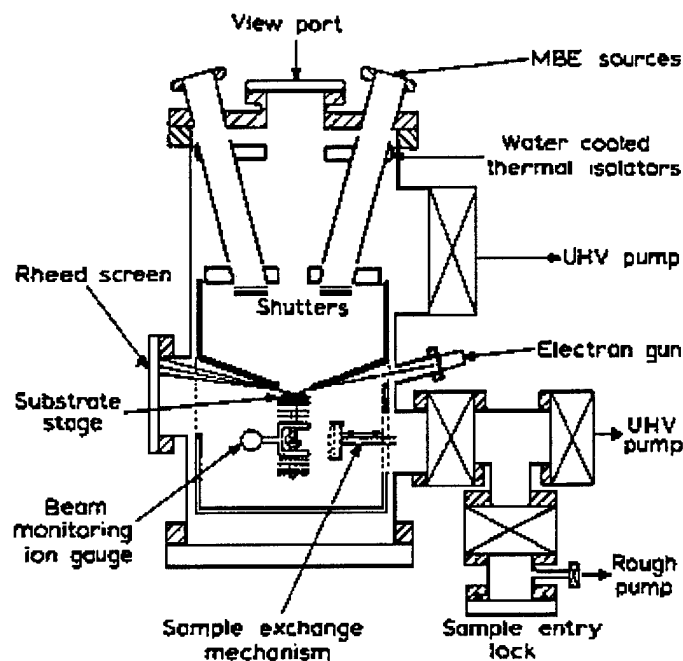 View port
MBE sources
Water cooled
thermal isolators
UHV pump
Rheed screen
Shutters
Electron gun
Substrate
stage
UHV
pump
Beam
monitoring
ion gauge
Rough
pump
Sample exchange
mechanism
Sample entry
lock